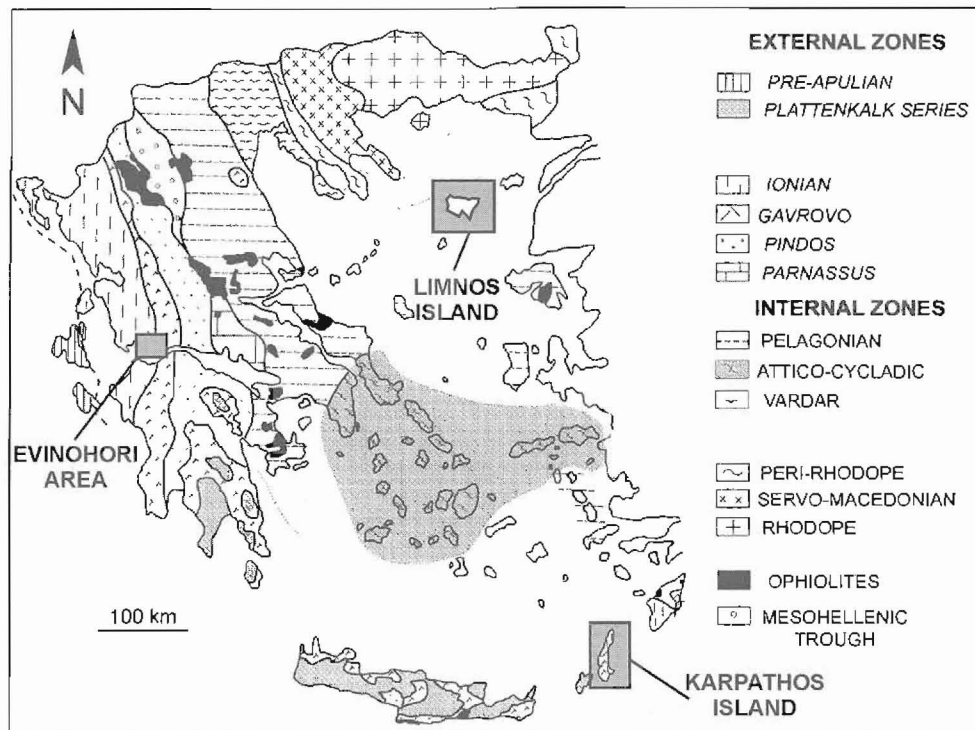 N
EXTERNAL ZONES
PRE-APULIAN
PLATTENKALK SERIES
IONIAN
GAVROVO
PINDOS
PARNASSUS
INTERNAL ZONES
PELAGONIAN
ATTICO-CYCLADIC
VARDAR
PERI-RHODOPE
SERVO-MACEDONIAN
RHODOPE
OPHIOLITES
MESOHELLENIC
TROUGH
LIMNOS
ISLAND
EVINOHORI
AREA
100 km
KARPATHOS
ISLAND